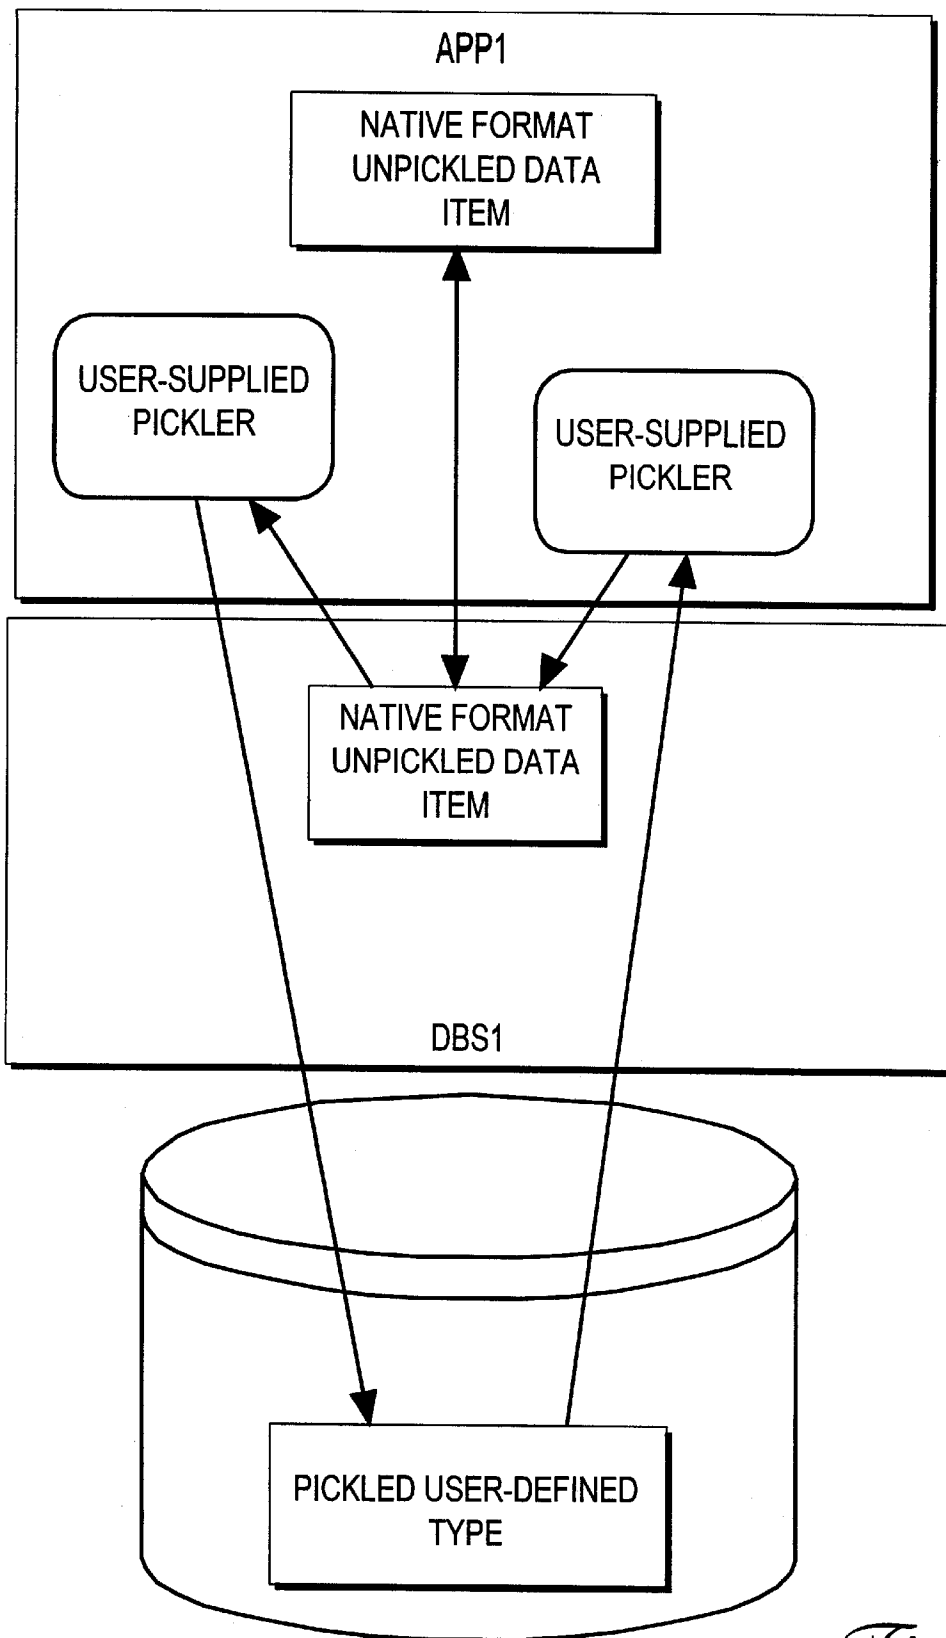 APP1
NATIVE FORMAT
UNPICKLED DATA
ITEM
USER-SUPPLIED
PICKLER
USER-SUPPLIED
PICKLER
NATIVE FORMAT
UNPICKLED DATA
ITEM
DBS1
PICKLED USER-DEFINED
TYPE